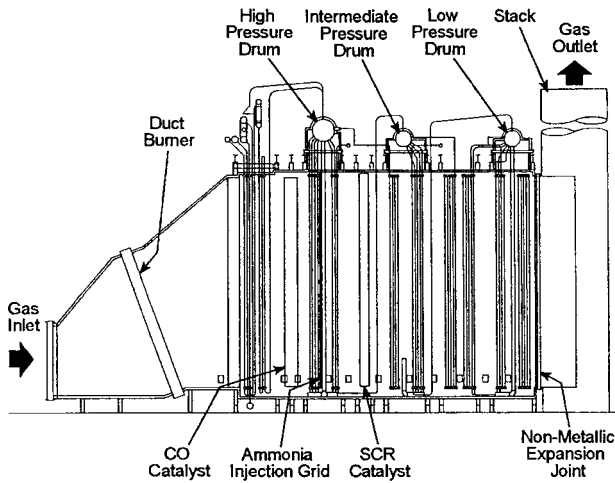 High
Pressure
Drum
Intermediate
Pressure
Drum
Low
Pressure
Drum
Stack
Gas
Outlet
Duct
Burner
Gas
Inlet
CO
Catalyst
Ammonia
Injection Grid
SCR
Catalyst
Non-Metallic
Expansion
Joint